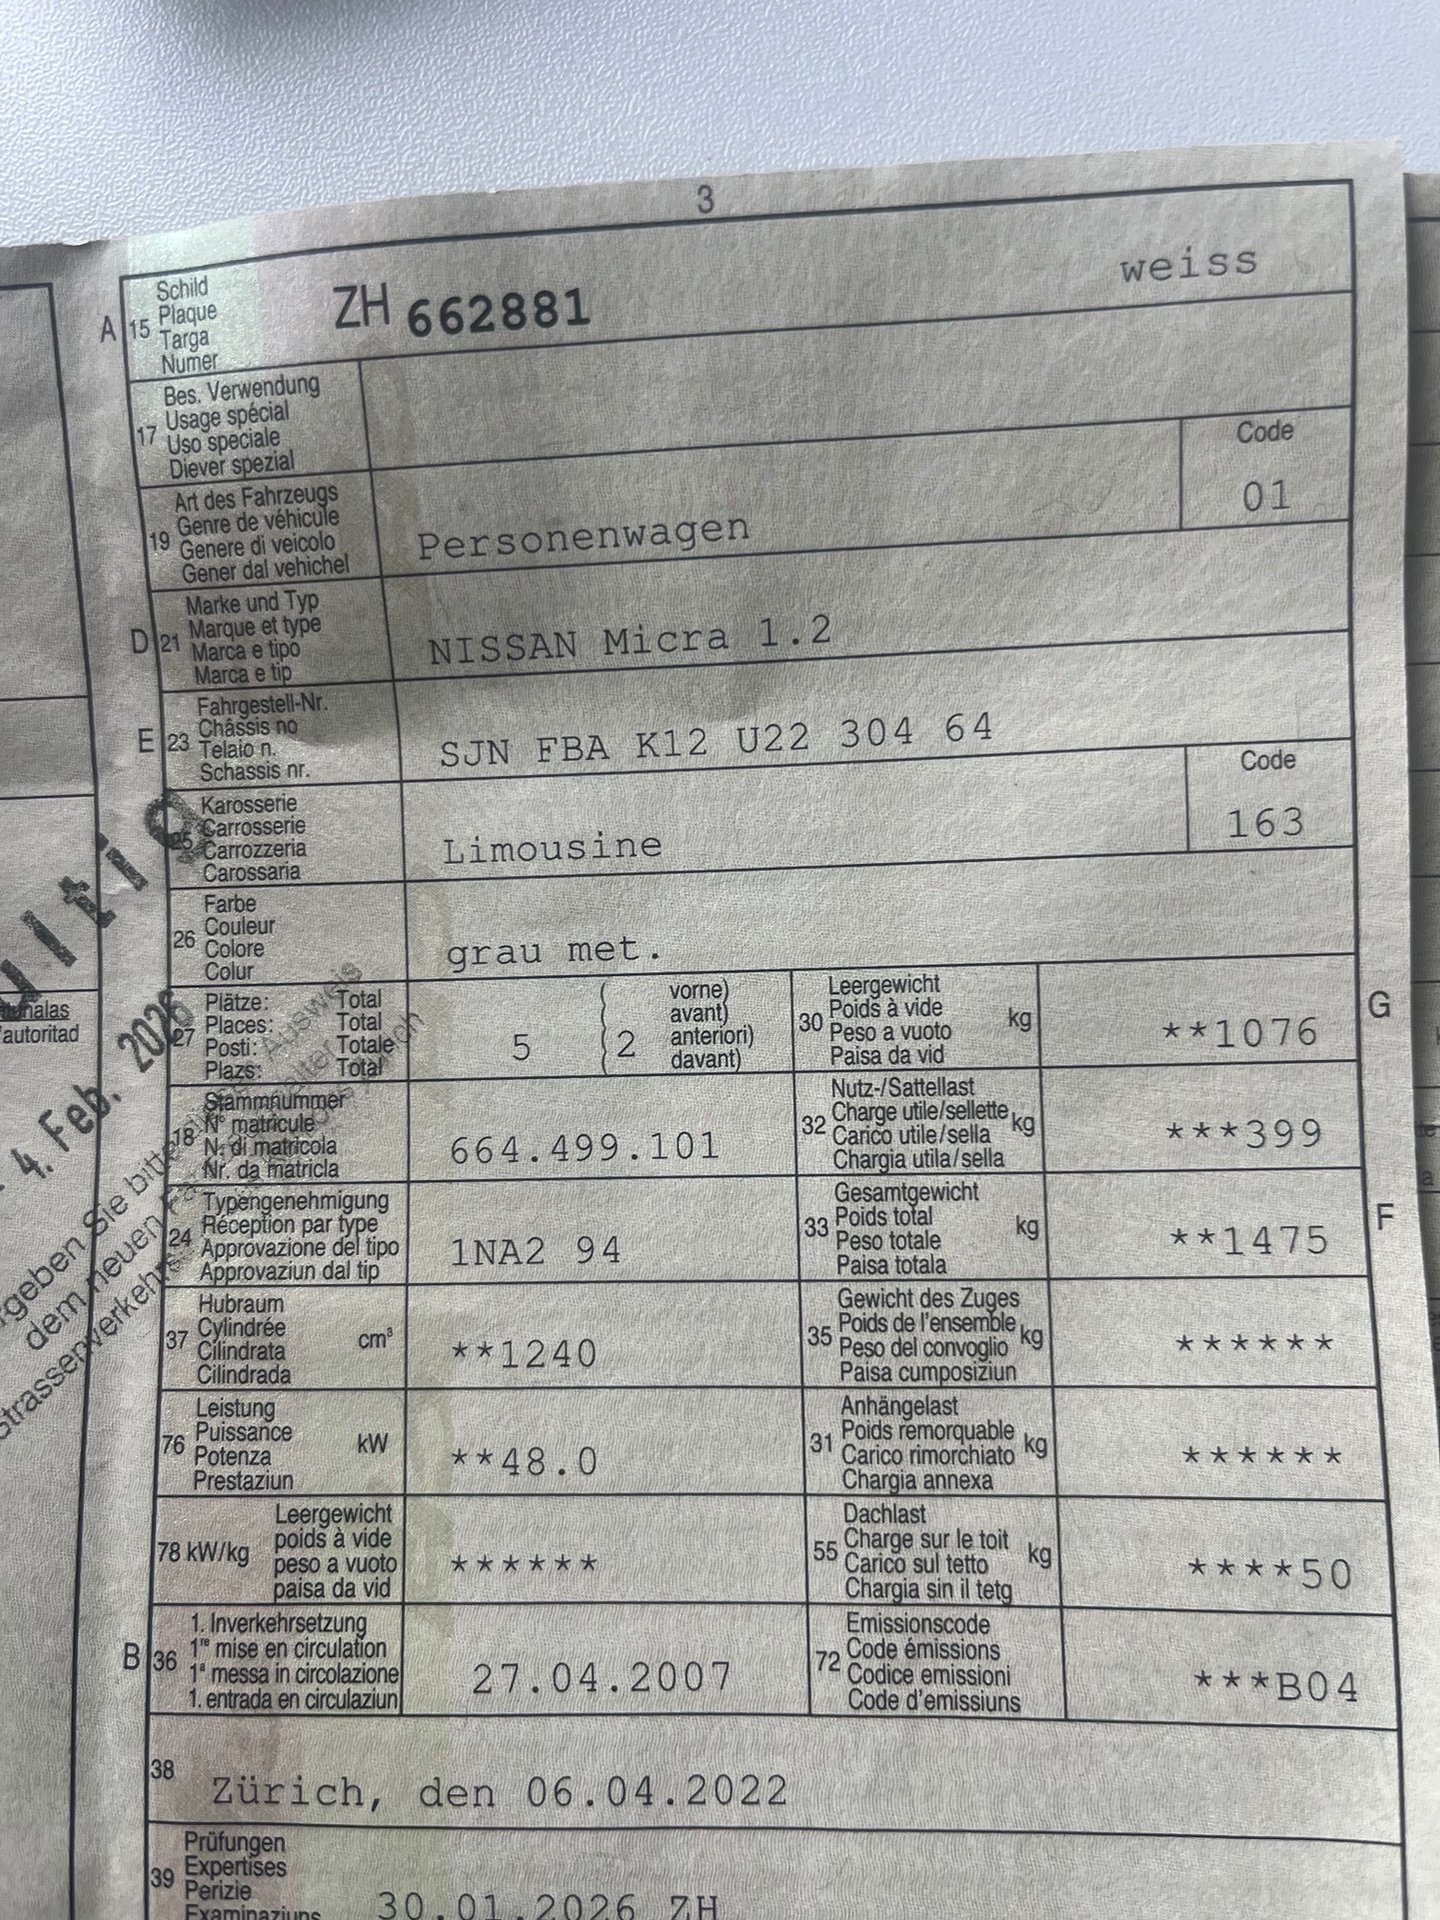 3
A 15 Schild
Plaque
Targa
Numer
ZH 662881
weiss
17 Bes. Verwendung
Usage spécial
Uso speciale
Diever spezial
19 Art des Fahrzeugs
Genre de véhicule
Genere di veicolo
Gener dal vehichel
Personenwagen
Code
01
D 21 Marke und Typ
Marque et type
Marca e tipo
Marca e tip
NISSAN Micra 1.2
E 23 Fahrgestell-Nr.
Châssis no
Telaio n.
Schassis nr.
SJN FBA K12 U22 304 64
25 Karosserie
Carrosserie
Carrozzeria
Carossaria
Limousine
Code
163
26 Farbe
Couleur
Colore
Colur
grau met.
27 Plätze: Total
Places: Total
Posti: Totale
Plazs: Total
5 ( 2 vorne)
avant)
anteriori)
davant)
G 30 Leergewicht
Poids à vide kg
Peso a vuoto
Paisa da vid
**1076
18 Stammnummer
N° matricule
N. di matricola
Nr. da matricla
664.499.101
32 Nutz-/Sattellast
Charge utile/sellette kg
Carico utile/sella
Chargia utila/sella
***399
24 Typengenehmigung
Réception par type
Approvazione del tipo
Approvaziun dal tip
1NA2 94
F 33 Gesamtgewicht
Poids total kg
Peso totale
Paisa totala
**1475
37 Hubraum
Cylindrée cm³
Cilindrata
Cilindrada
**1240
35 Gewicht des Zuges
Poids de l'ensemble kg
Peso del convoglio
Paisa cumposiziun
******
76 Leistung
Puissance kW
Potenza
Prestaziun
**48.0
31 Anhängelast
Poids remorquable kg
Carico rimorchiato
Chargia annexa
******
78 kW/kg Leergewicht
poids à vide
peso a vuoto
paisa da vid
******
55 Dachlast
Charge sur le toit kg
Carico sul tetto
Chargia sin il tetg
****50
B 36 1. Inverkehrsetzung
1re mise en circulation
1a messa in circolazione
1. entrada en circulaziun
27.04.2007
72 Emissionscode
Code émissions
Codice emissioni
Code d'emissiuns
***B04
38 Zürich, den 06.04.2022
39 Prüfungen
Expertises
Perizie
Examinaziuns
30.01.2026 ZH
4. Feb. 2026
Sie bitte
Ausweis
dem neuen
autoritad